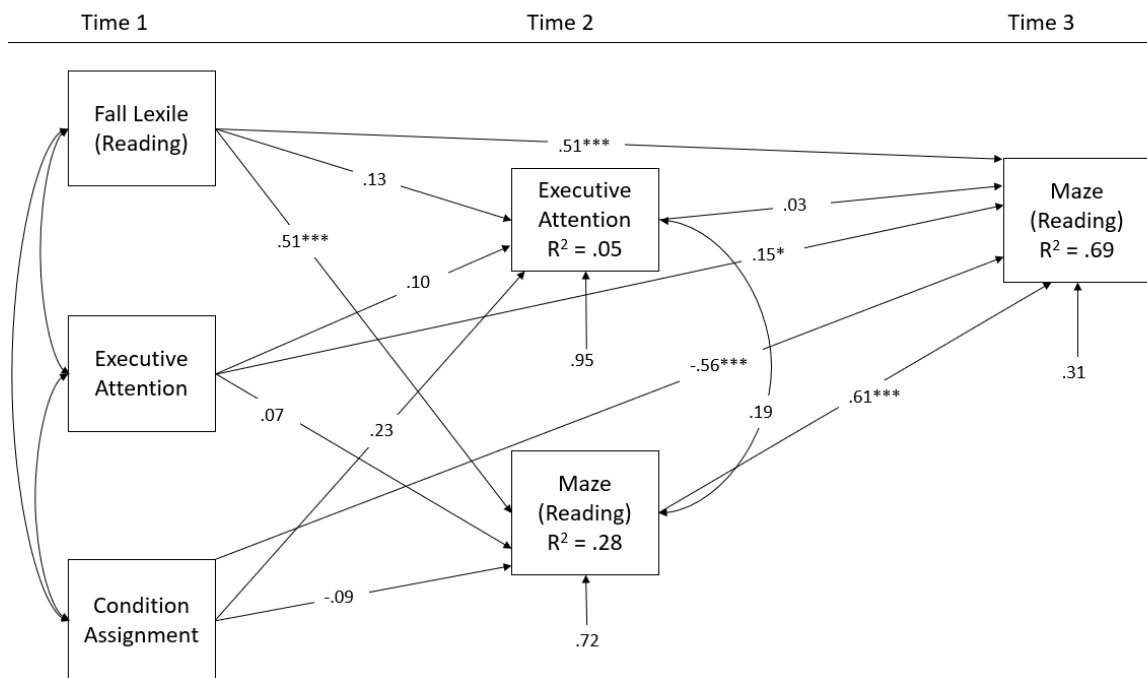 Time 1
Time 2
Time 3
Fall Lexile
(Reading)
.51***
.13
Executive
Attention
R² = .05
.03
Maze
(Reading)
R² = .69
.51***
.15*
.10
Executive
Attention
.95
-.56***
.31
.07
.23
.19
.61***
Maze
(Reading)
R² = .28
Condition
Assignment
-.09
.72